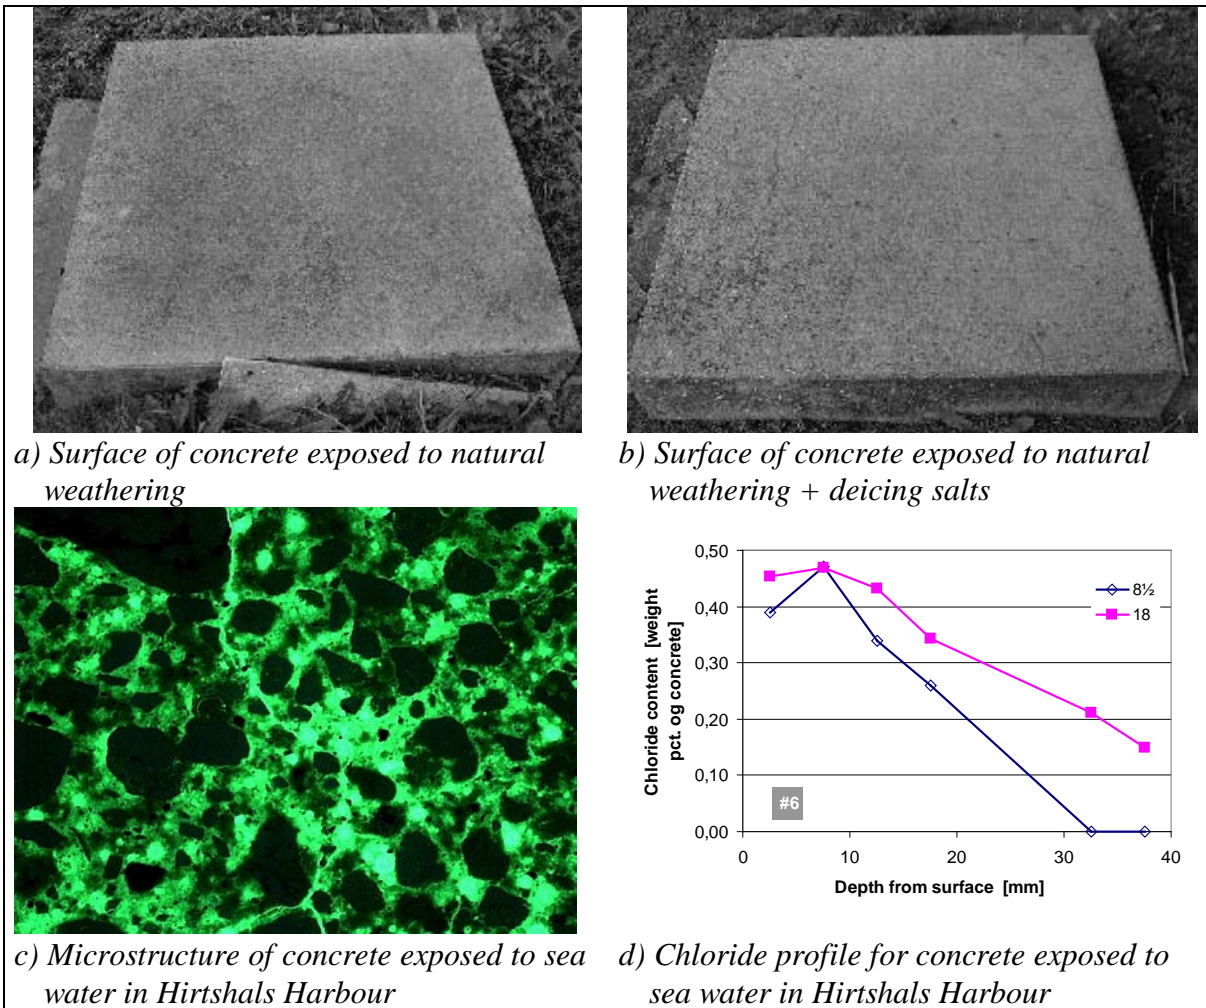 a) Surface of concrete exposed to natural
weathering
b) Surface of concrete exposed to natural
weathering + deicing salts
c) Microstructure of concrete exposed to sea
water in Hirtshals Harbour
Chloride content [weight
pct. og concrete]
0,50
0,40
0,30
0,20
0,10
0,00
8½
18
#6
0
10
20
30
40
Depth from surface [mm]
d) Chloride profile for concrete exposed to
sea water in Hirtshals Harbour